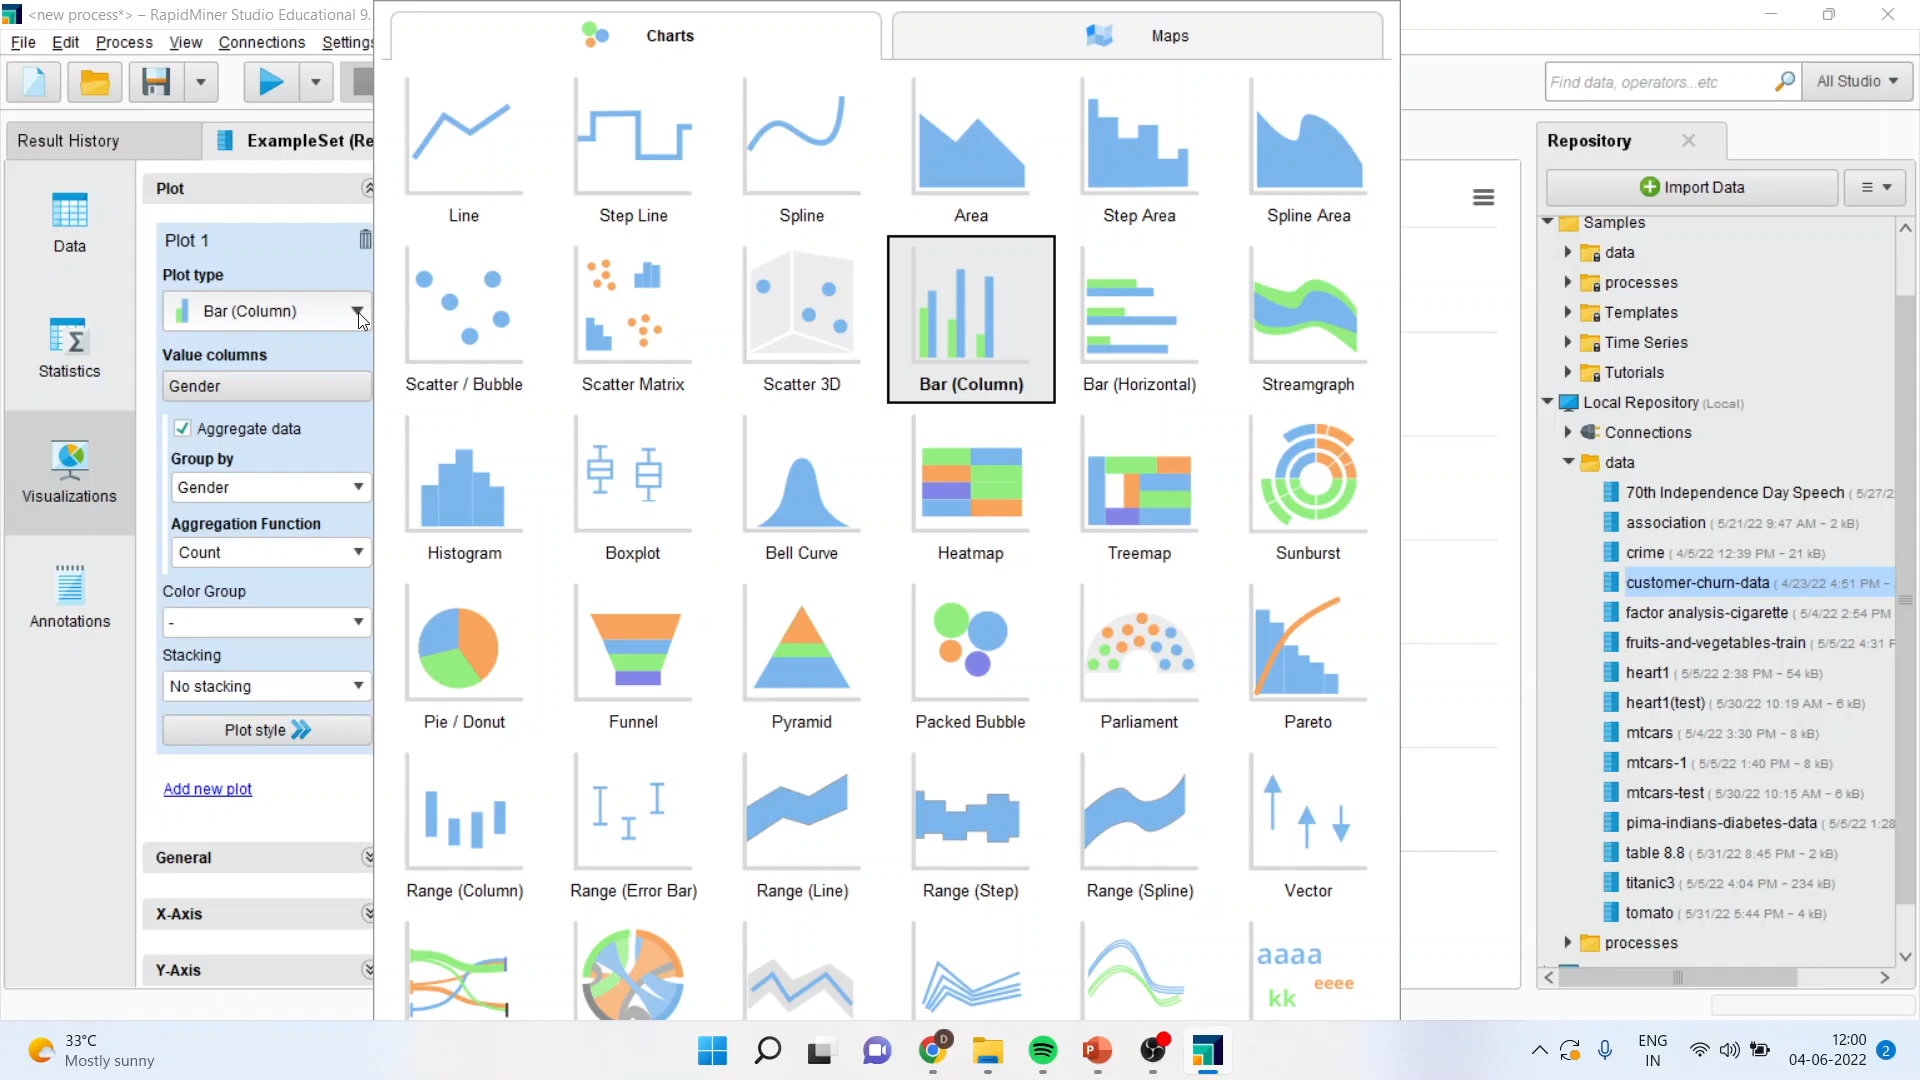 <new process*> – RapidMiner Studio Educational 9.
File Edit Process View Connections Settings
Find data, operators...etc
All Studio
Result History
ExampleSet (Re
Charts
Maps
Repository
Import Data
Data
Statistics
Visualizations
Annotations
Plot
Plot 1
Plot type
Bar (Column)
Value columns
Gender
Aggregate data
Group by
Gender
Aggregation Function
Count
Color Group
-
Stacking
No stacking
Plot style
Add new plot
General
X-Axis
Y-Axis
Line
Step Line
Spline
Area
Step Area
Spline Area
Scatter / Bubble
Scatter Matrix
Scatter 3D
Bar (Column)
Bar (Horizontal)
Streamgraph
Histogram
Boxplot
Bell Curve
Heatmap
Treemap
Sunburst
Pie / Donut
Funnel
Pyramid
Packed Bubble
Parliament
Pareto
Range (Column)
Range (Error Bar)
Range (Line)
Range (Step)
Range (Spline)
Vector
aaaa
eeee
kk
Samples
data
processes
Templates
Time Series
Tutorials
Local Repository (Local)
Connections
data
70th Independence Day Speech ( 5/27/2
association ( 5/21/22 9:47 AM – 2 kB)
crime ( 4/5/22 12:39 PM – 21 kB)
customer-churn-data ( 4/23/22 4:51 PM –
factor analysis-cigarette ( 5/4/22 2:54 PM
fruits-and-vegetables-train ( 5/5/22 4:31 P
heart1 ( 5/5/22 2:38 PM – 54 kB)
heart1(test) ( 5/30/22 10:19 AM – 6 kB)
mtcars ( 5/4/22 3:30 PM – 8 kB)
mtcars-1 ( 5/5/22 1:40 PM – 8 kB)
mtcars-test ( 5/30/22 10:15 AM – 6 kB)
pima-indians-diabetes-data ( 5/5/22 1:28
table 8.8 ( 5/31/22 8:45 PM – 2 kB)
titanic3 ( 5/5/22 4:04 PM – 234 kB)
tomato ( 5/31/22 5:44 PM – 4 kB)
processes
33°C
Mostly sunny
D
P
ENG
IN
12:00
04-06-2022
2